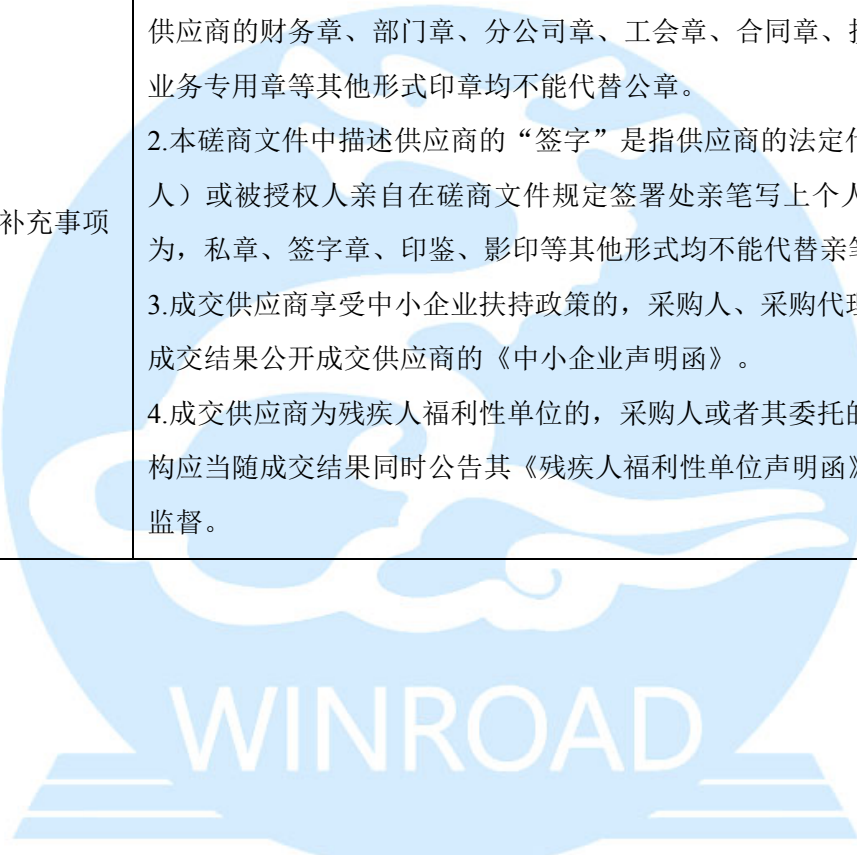 供应商的财务章、部门章、分公司章、工会章、合同章、
业务专用章等其他形式印章均不能代替公章。
2.本磋商文件中描述供应商的“签字”是指供应商的法定
人）或被授权人亲自在磋商文件规定签署处亲笔写上个人
补充事项
为，私章、签字章、印鉴、影印等其他形式均不能代替亲
3.成交供应商享受中小企业扶持政策的，采购人、采购代
成交结果公开成交供应商的《中小企业声明函》。
4.成交供应商为残疾人福利性单位的，采购人或者其委托的
构应当随成交结果同时公告其《残疾人福利性单位声明函》
监督。
WINROAD